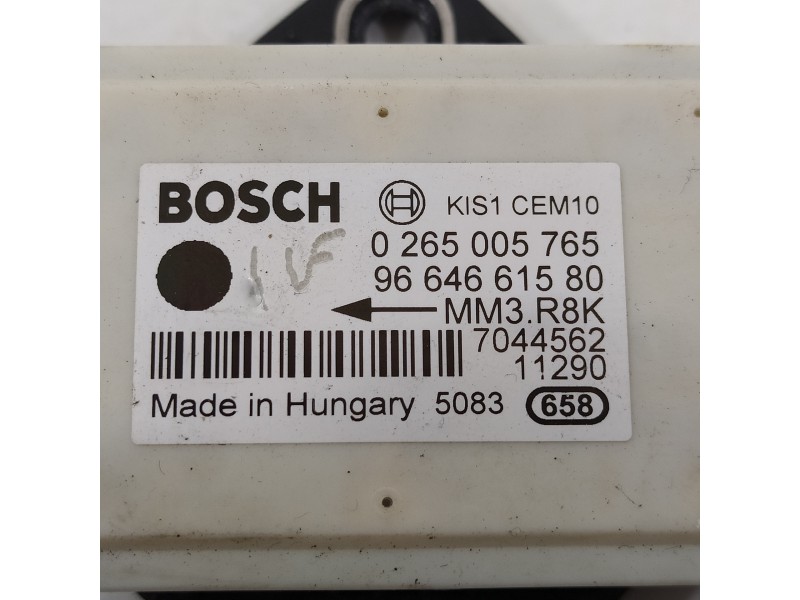 BOSCH KIS1 CEM10
0 265 005 765
96 646 615 80
MM3.R8K
7044562
11290
Made in Hungary 5083 658